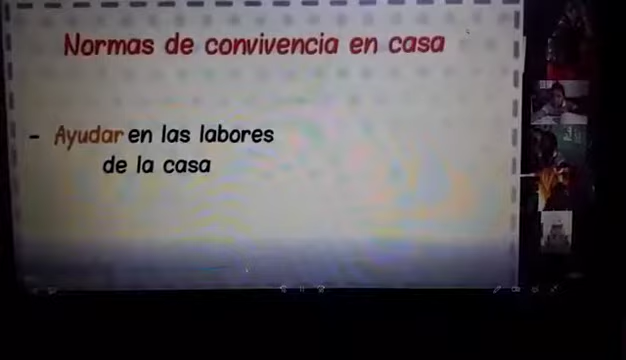 Normas de convivencia en casa
- Ayudar en las labores
de la casa